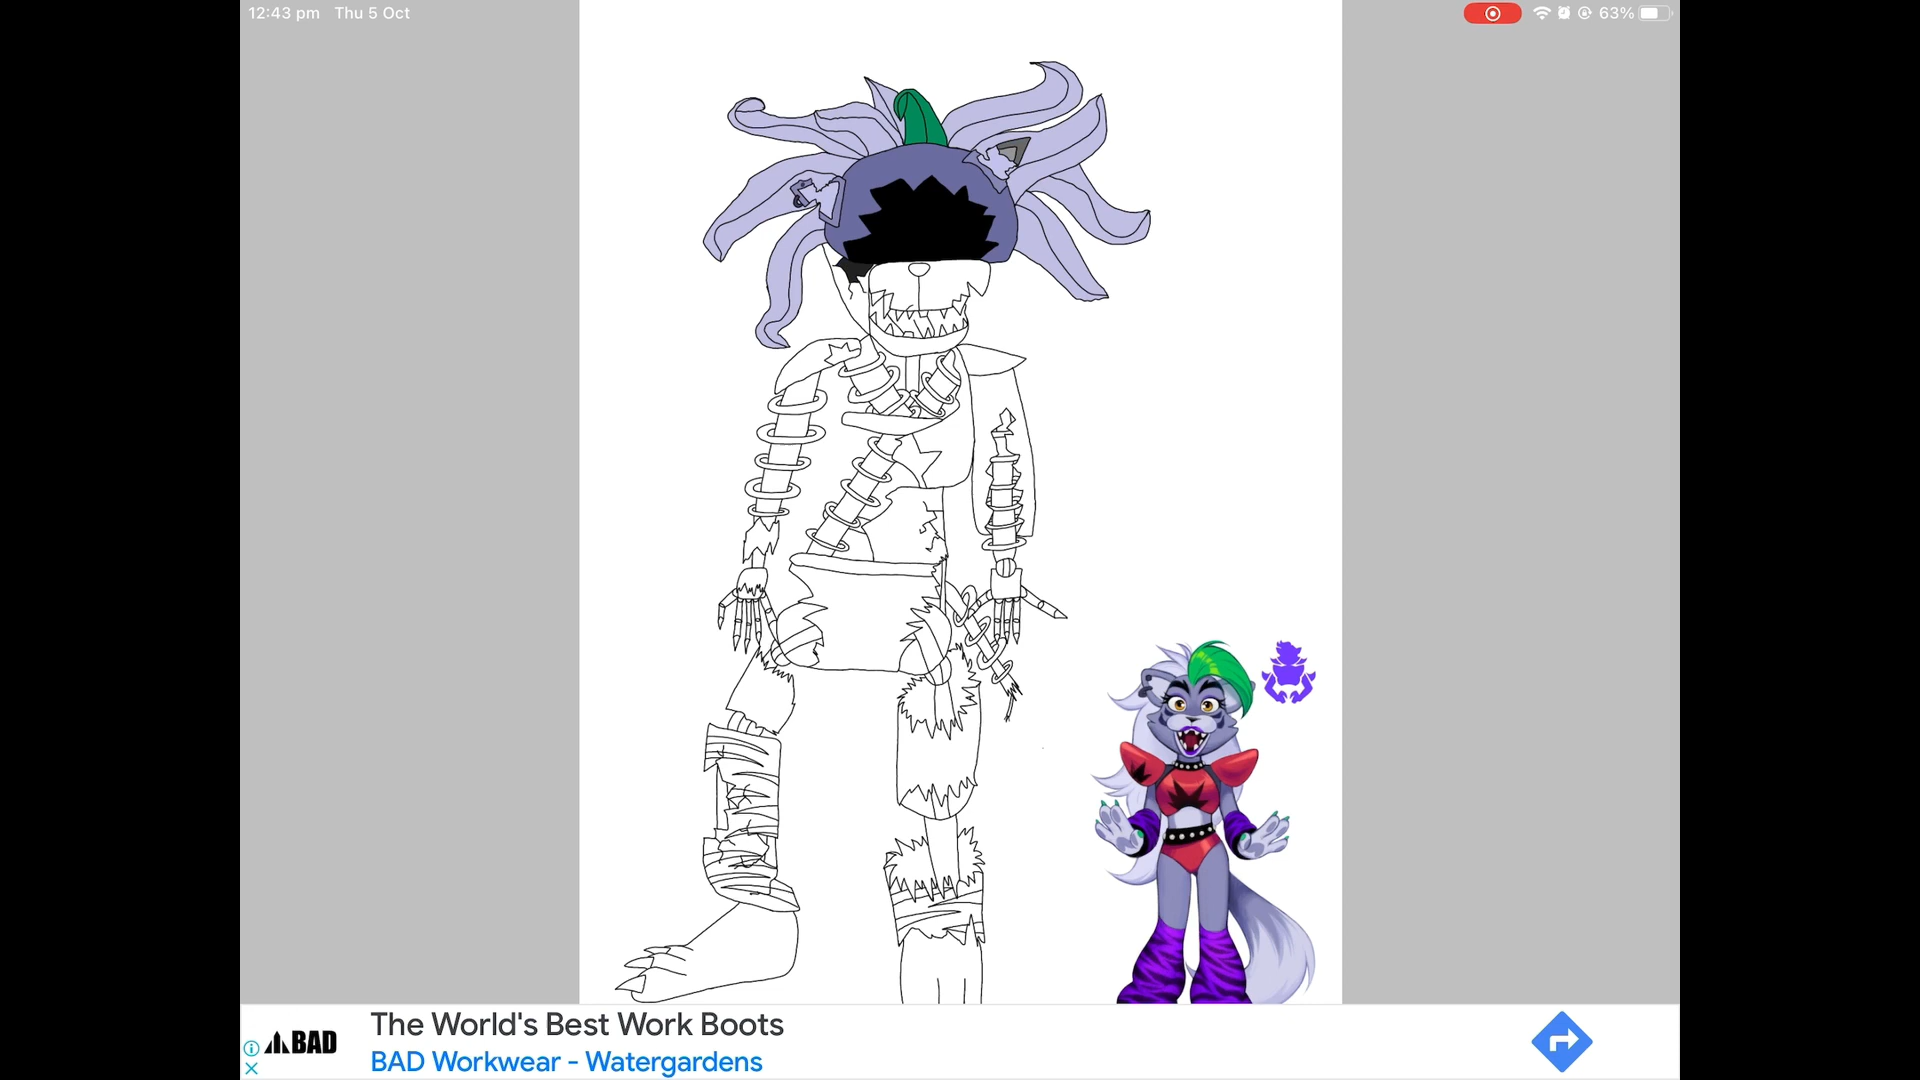 12:43 pm Thu 5 Oct
63%
BAD
The World's Best Work Boots
BAD Workwear - Watergardens